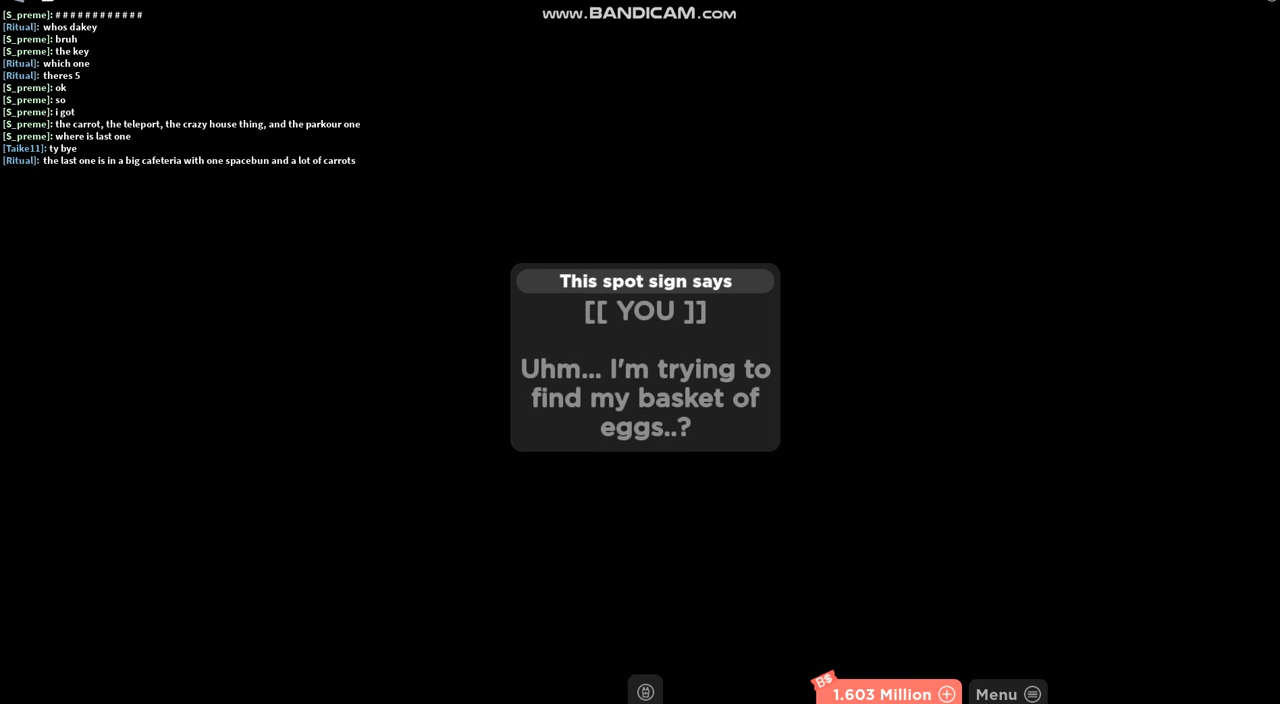 [S_preme]: # # # # # # # # # # # #
www.BANDICAM.com
[Ritual]: whos dakey
[S_preme]: bruh
[S_preme]: the key
[Ritual]: which one
[Ritual]: theres 5
[S_preme]: ok
[S_preme]: so
[S_preme]: i got
[S_preme]: the carrot, the teleport, the crazy house thing, and the parkour one
[S_preme]: where is last one
[Taike11]: ty bye
[Ritual]: the last one is in a big cafeteria with one spacebun and a lot of carrots
This spot sign says
[[ YOU ]]
Uhm... I'm trying to
find my basket of
eggs..?
B$
1.603 Million
Menu